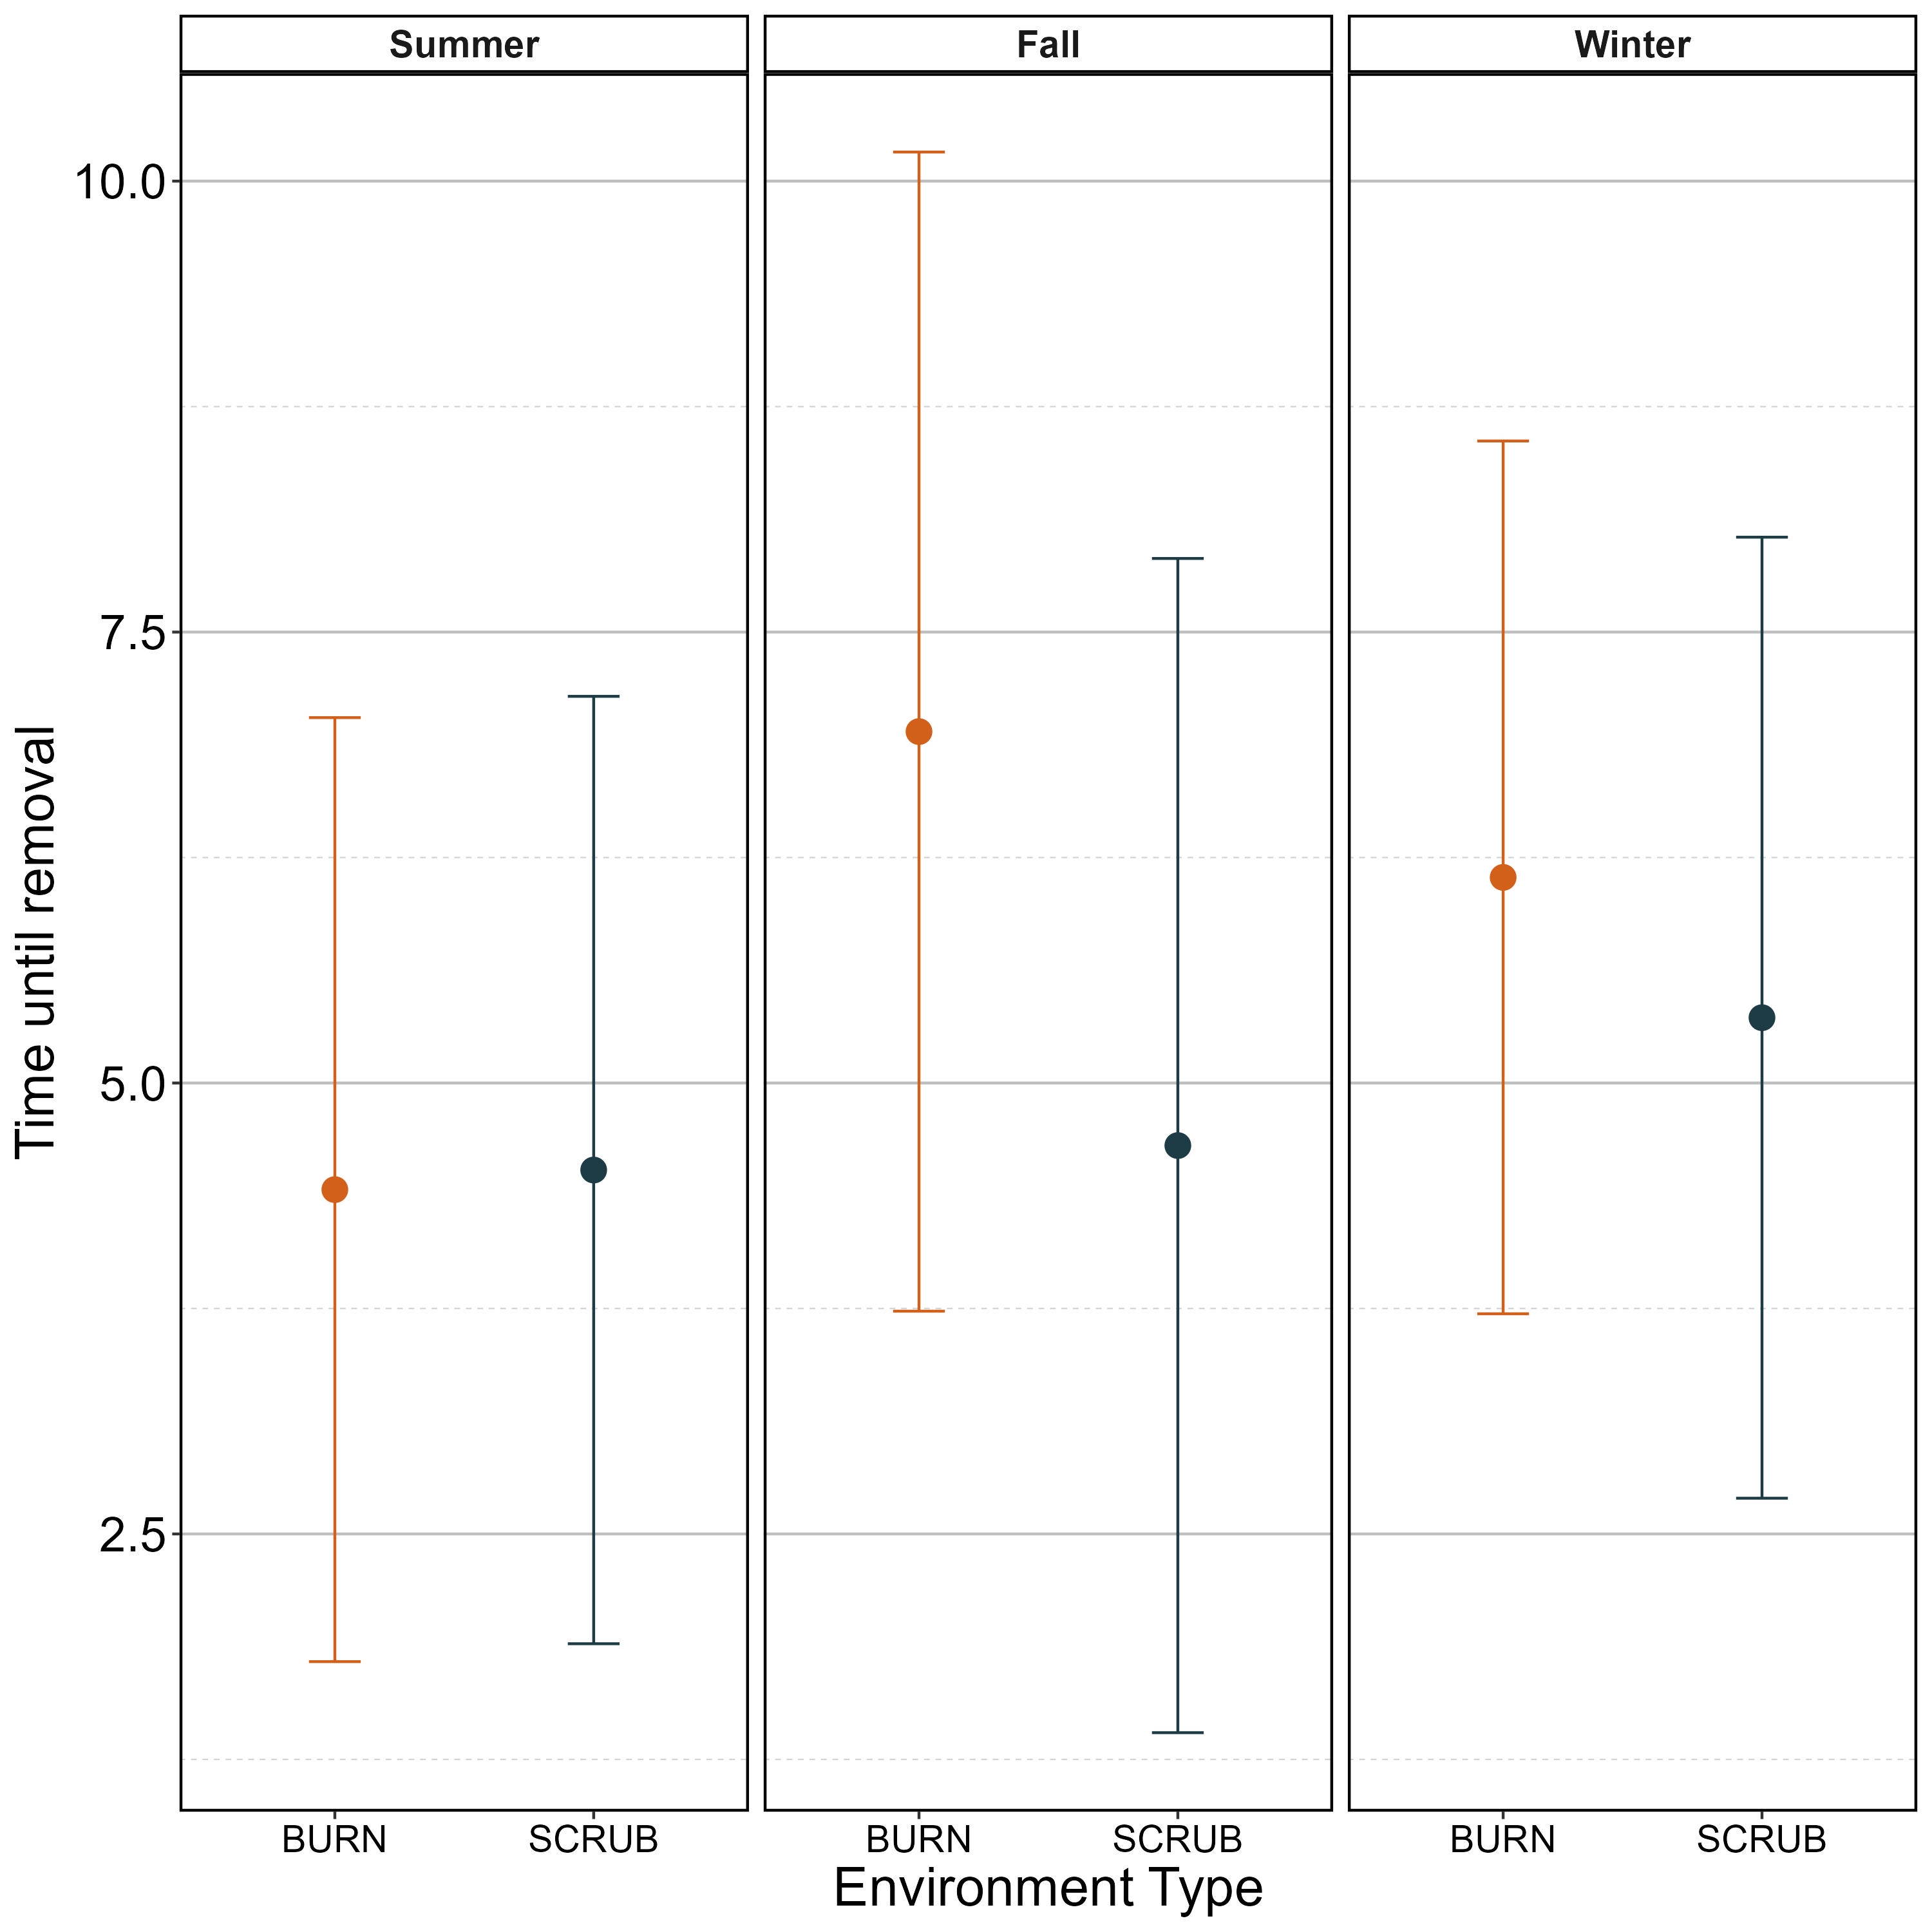 Summer Fall Winter
10.0
7.5
5.0
2.5
Time until removal
BURN SCRUB BURN SCRUB BURN SCRUB
Environment Type